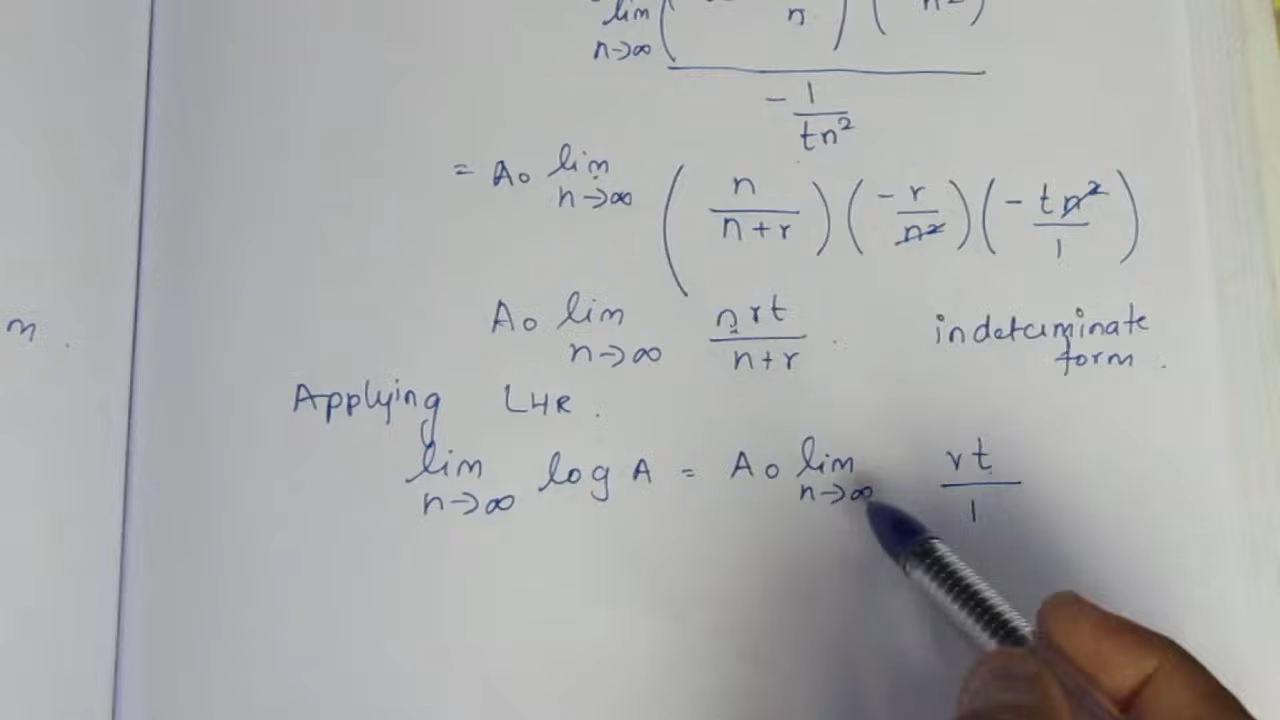 lim n→∞ ( n ) ( n²
- 1/tn²
= A₀ lim n→∞ ( n/n+r ) ( -r/n² ) ( - tn²/1 )
A₀ lim n→∞ nrt/n+r . indeterminate form .
m .
Applying LHR .
lim n→∞ log A = A₀ lim n→∞ rt/1